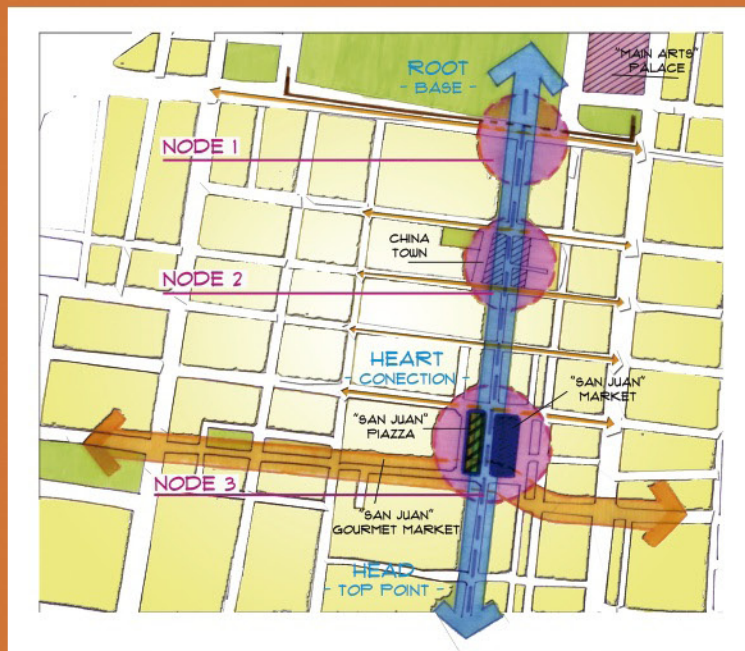 "MAIN ARTS"
PALACE
ROOT
- BASE -
NODE 1
CHINA
TOWN
NODE 2
HEART
- CONECTION -
"SAN JUAN"
MARKET
"SAN JUAN"
PIAZZA
NODE 3
"SAN JUAN"
GOURMET MARKET
HEAD
- TOP POINT -